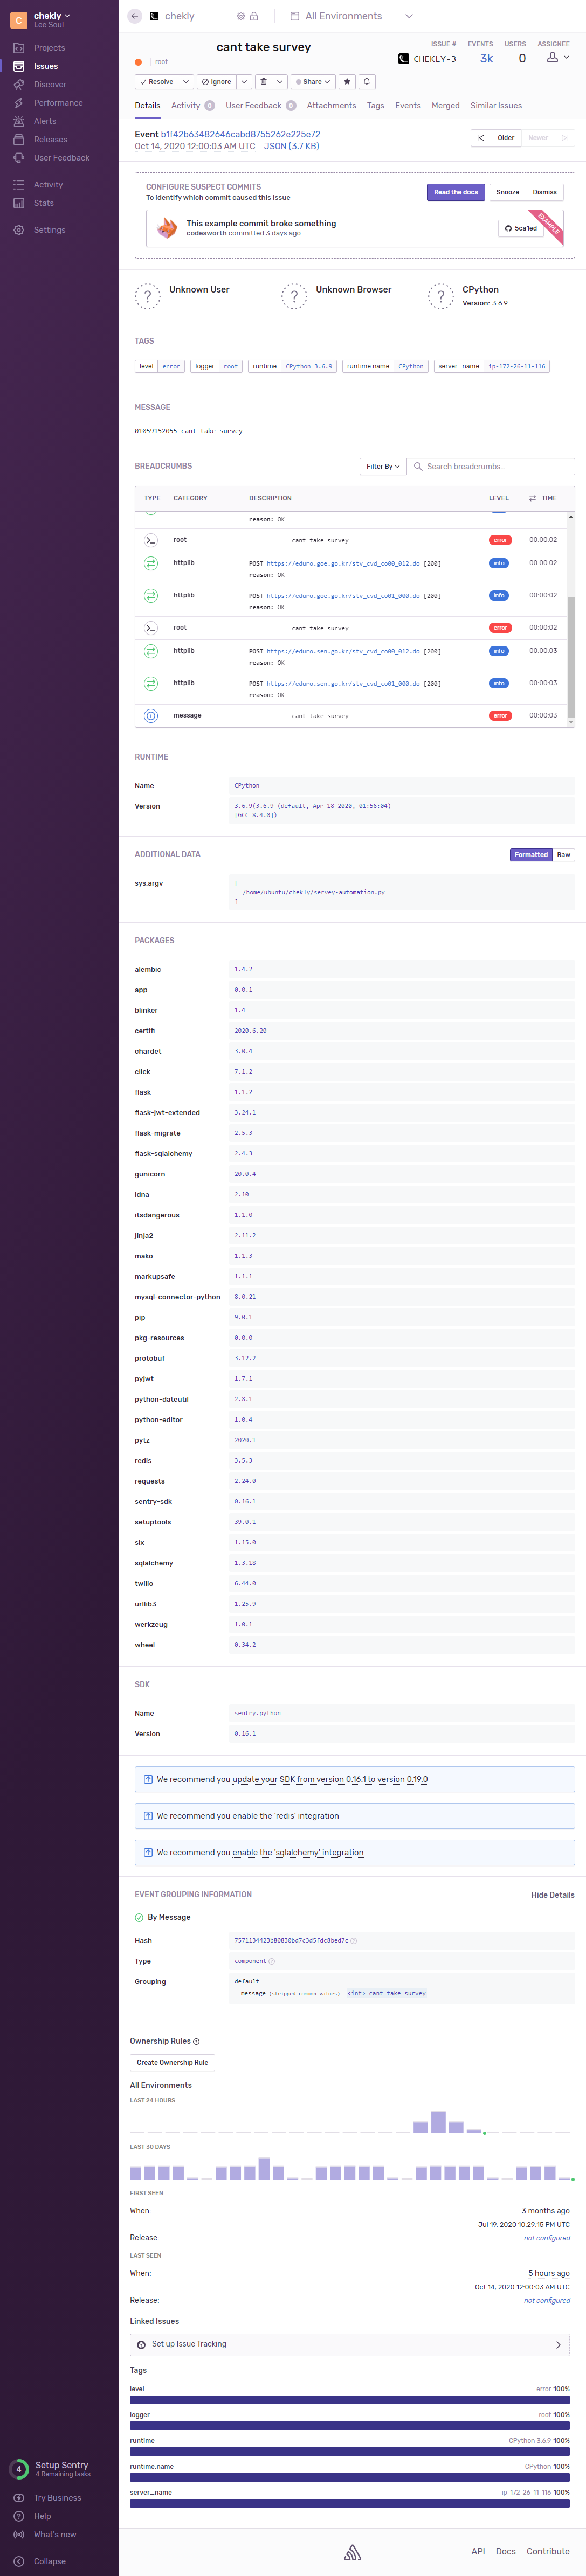 C
chekly
Lee Soul
Projects
Issues
Discover
Performance
Alerts
Releases
User Feedback
Activity
Stats
Settings
4
Setup Sentry
4 Remaining tasks
Try Business
Help
What's new
Collapse
chekly
All Environments
cant take survey
root
ISSUE #
CHEKLY-3
EVENTS
3k
USERS
0
ASSIGNEE
Resolve
Ignore
Share
Details
Activity 0
User Feedback 0
Attachments
Tags
Events
Merged
Similar Issues
Event b1f42b63482646cabd8755262e225e72
Oct 14, 2020 12:00:03 AM UTC JSON (3.7 KB)
Older
Newer
CONFIGURE SUSPECT COMMITS
To identify which commit caused this issue
Read the docs
Snooze
Dismiss
This example commit broke something
codesworth committed 3 days ago
5ca1ed
EXAMPLE
? Unknown User
? Unknown Browser
? CPython
Version: 3.6.9
TAGS
level error
logger root
runtime CPython 3.6.9
runtime.name CPython
server_name ip-172-26-11-116
MESSAGE
01059152055 cant take survey
BREADCRUMBS
Filter By
Search breadcrumbs...
TYPE CATEGORY DESCRIPTION LEVEL TIME
reason: OK
root cant take survey error 00:00:02
httplib POST https://eduro.goe.go.kr/stv_cvd_co00_012.do [200] info 00:00:02
reason: OK
httplib POST https://eduro.goe.go.kr/stv_cvd_co01_000.do [200] info 00:00:02
reason: OK
root cant take survey error 00:00:02
httplib POST https://eduro.sen.go.kr/stv_cvd_co00_012.do [200] info 00:00:03
reason: OK
httplib POST https://eduro.sen.go.kr/stv_cvd_co01_000.do [200] info 00:00:03
reason: OK
message cant take survey error 00:00:03
RUNTIME
Name CPython
Version 3.6.9(3.6.9 (default, Apr 18 2020, 01:56:04)
[GCC 8.4.0])
ADDITIONAL DATA
Formatted Raw
sys.argv [
/home/ubuntu/chekly/servey-automation.py
]
PACKAGES
alembic 1.4.2
app 0.0.1
blinker 1.4
certifi 2020.6.20
chardet 3.0.4
click 7.1.2
flask 1.1.2
flask-jwt-extended 3.24.1
flask-migrate 2.5.3
flask-sqlalchemy 2.4.3
gunicorn 20.0.4
idna 2.10
itsdangerous 1.1.0
jinja2 2.11.2
mako 1.1.3
markupsafe 1.1.1
mysql-connector-python 8.0.21
pip 9.0.1
pkg-resources 0.0.0
protobuf 3.12.2
pyjwt 1.7.1
python-dateutil 2.8.1
python-editor 1.0.4
pytz 2020.1
redis 3.5.3
requests 2.24.0
sentry-sdk 0.16.1
setuptools 39.0.1
six 1.15.0
sqlalchemy 1.3.18
twilio 6.44.0
urllib3 1.25.9
werkzeug 1.0.1
wheel 0.34.2
SDK
Name sentry.python
Version 0.16.1
We recommend you update your SDK from version 0.16.1 to version 0.19.0
We recommend you enable the 'redis' integration
We recommend you enable the 'sqlalchemy' integration
EVENT GROUPING INFORMATION
Hide Details
By Message
Hash 7571134423b80830bd7c3d5fdc8bed7c
Type component
Grouping default
message (stripped common values) <int> cant take survey
Ownership Rules
Create Ownership Rule
All Environments
LAST 24 HOURS
LAST 30 DAYS
FIRST SEEN
When: 3 months ago
Jul 19, 2020 10:29:15 PM UTC
Release: not configured
LAST SEEN
When: 5 hours ago
Oct 14, 2020 12:00:03 AM UTC
Release: not configured
Linked Issues
Set up Issue Tracking
Tags
level error 100%
logger root 100%
runtime CPython 3.6.9 100%
runtime.name CPython 100%
server_name ip-172-26-11-116 100%
API
Docs
Contribute